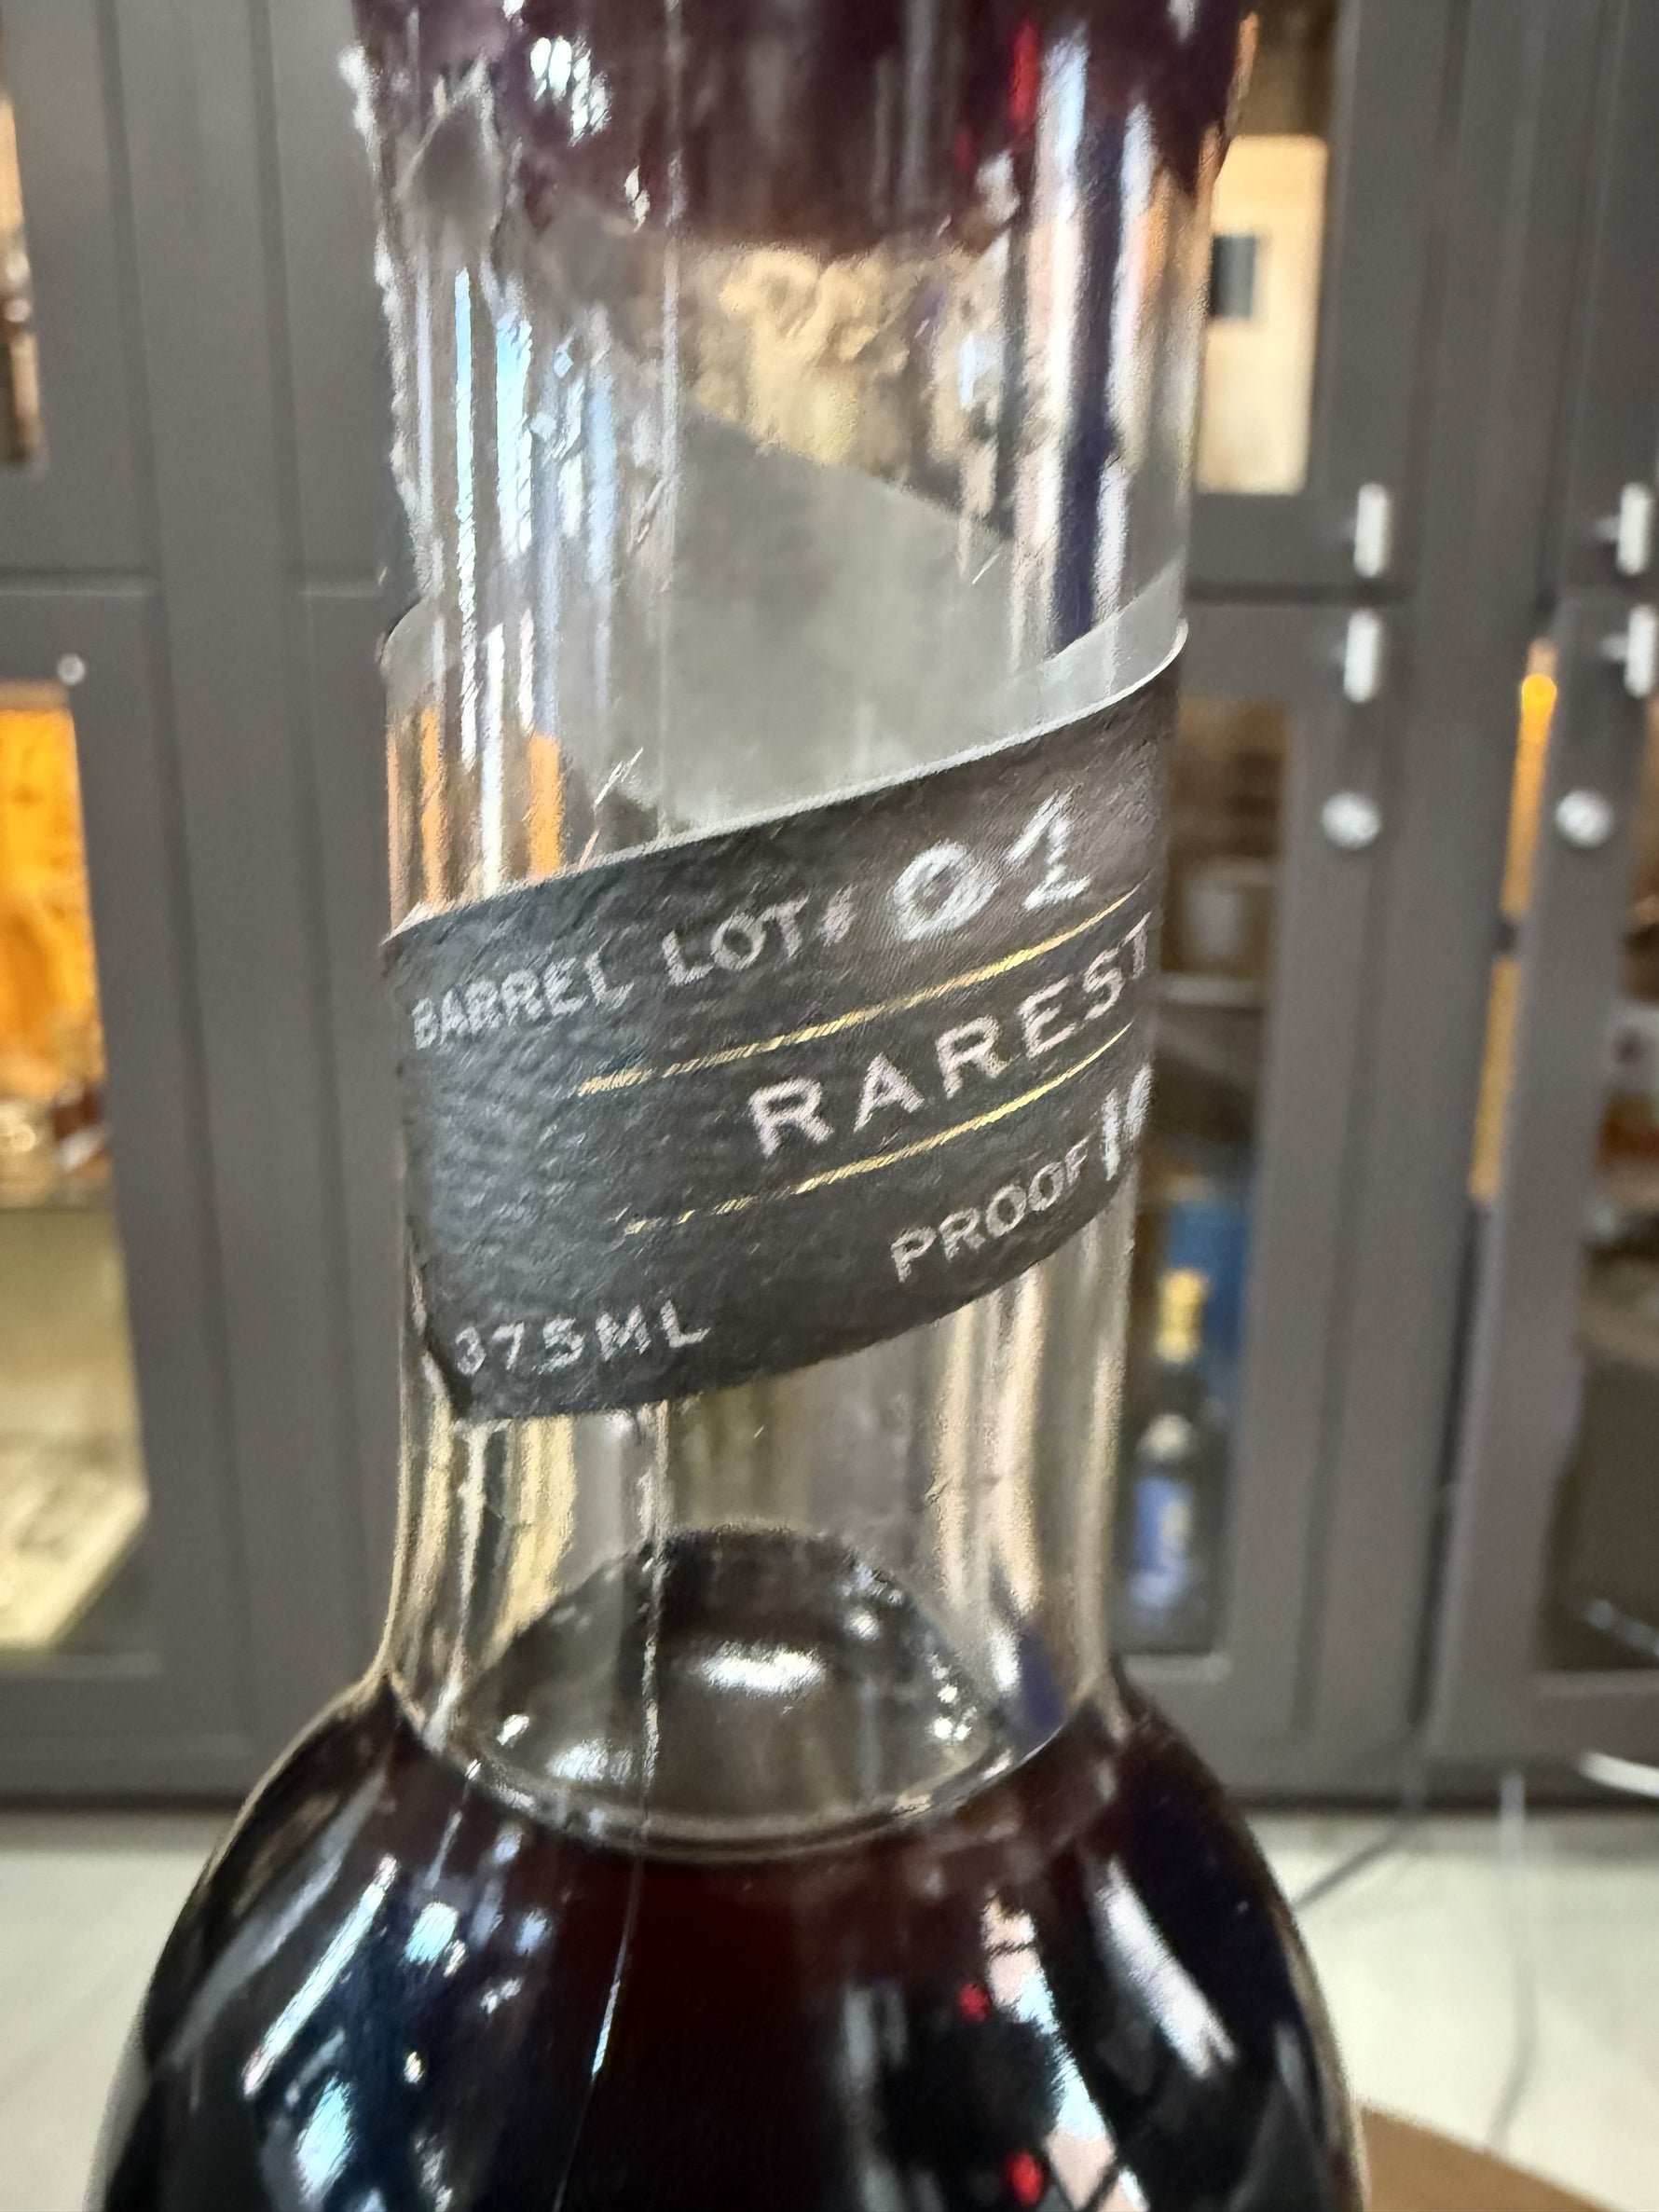 BARREL LOT# 01
RAREST
PROOF
375ML